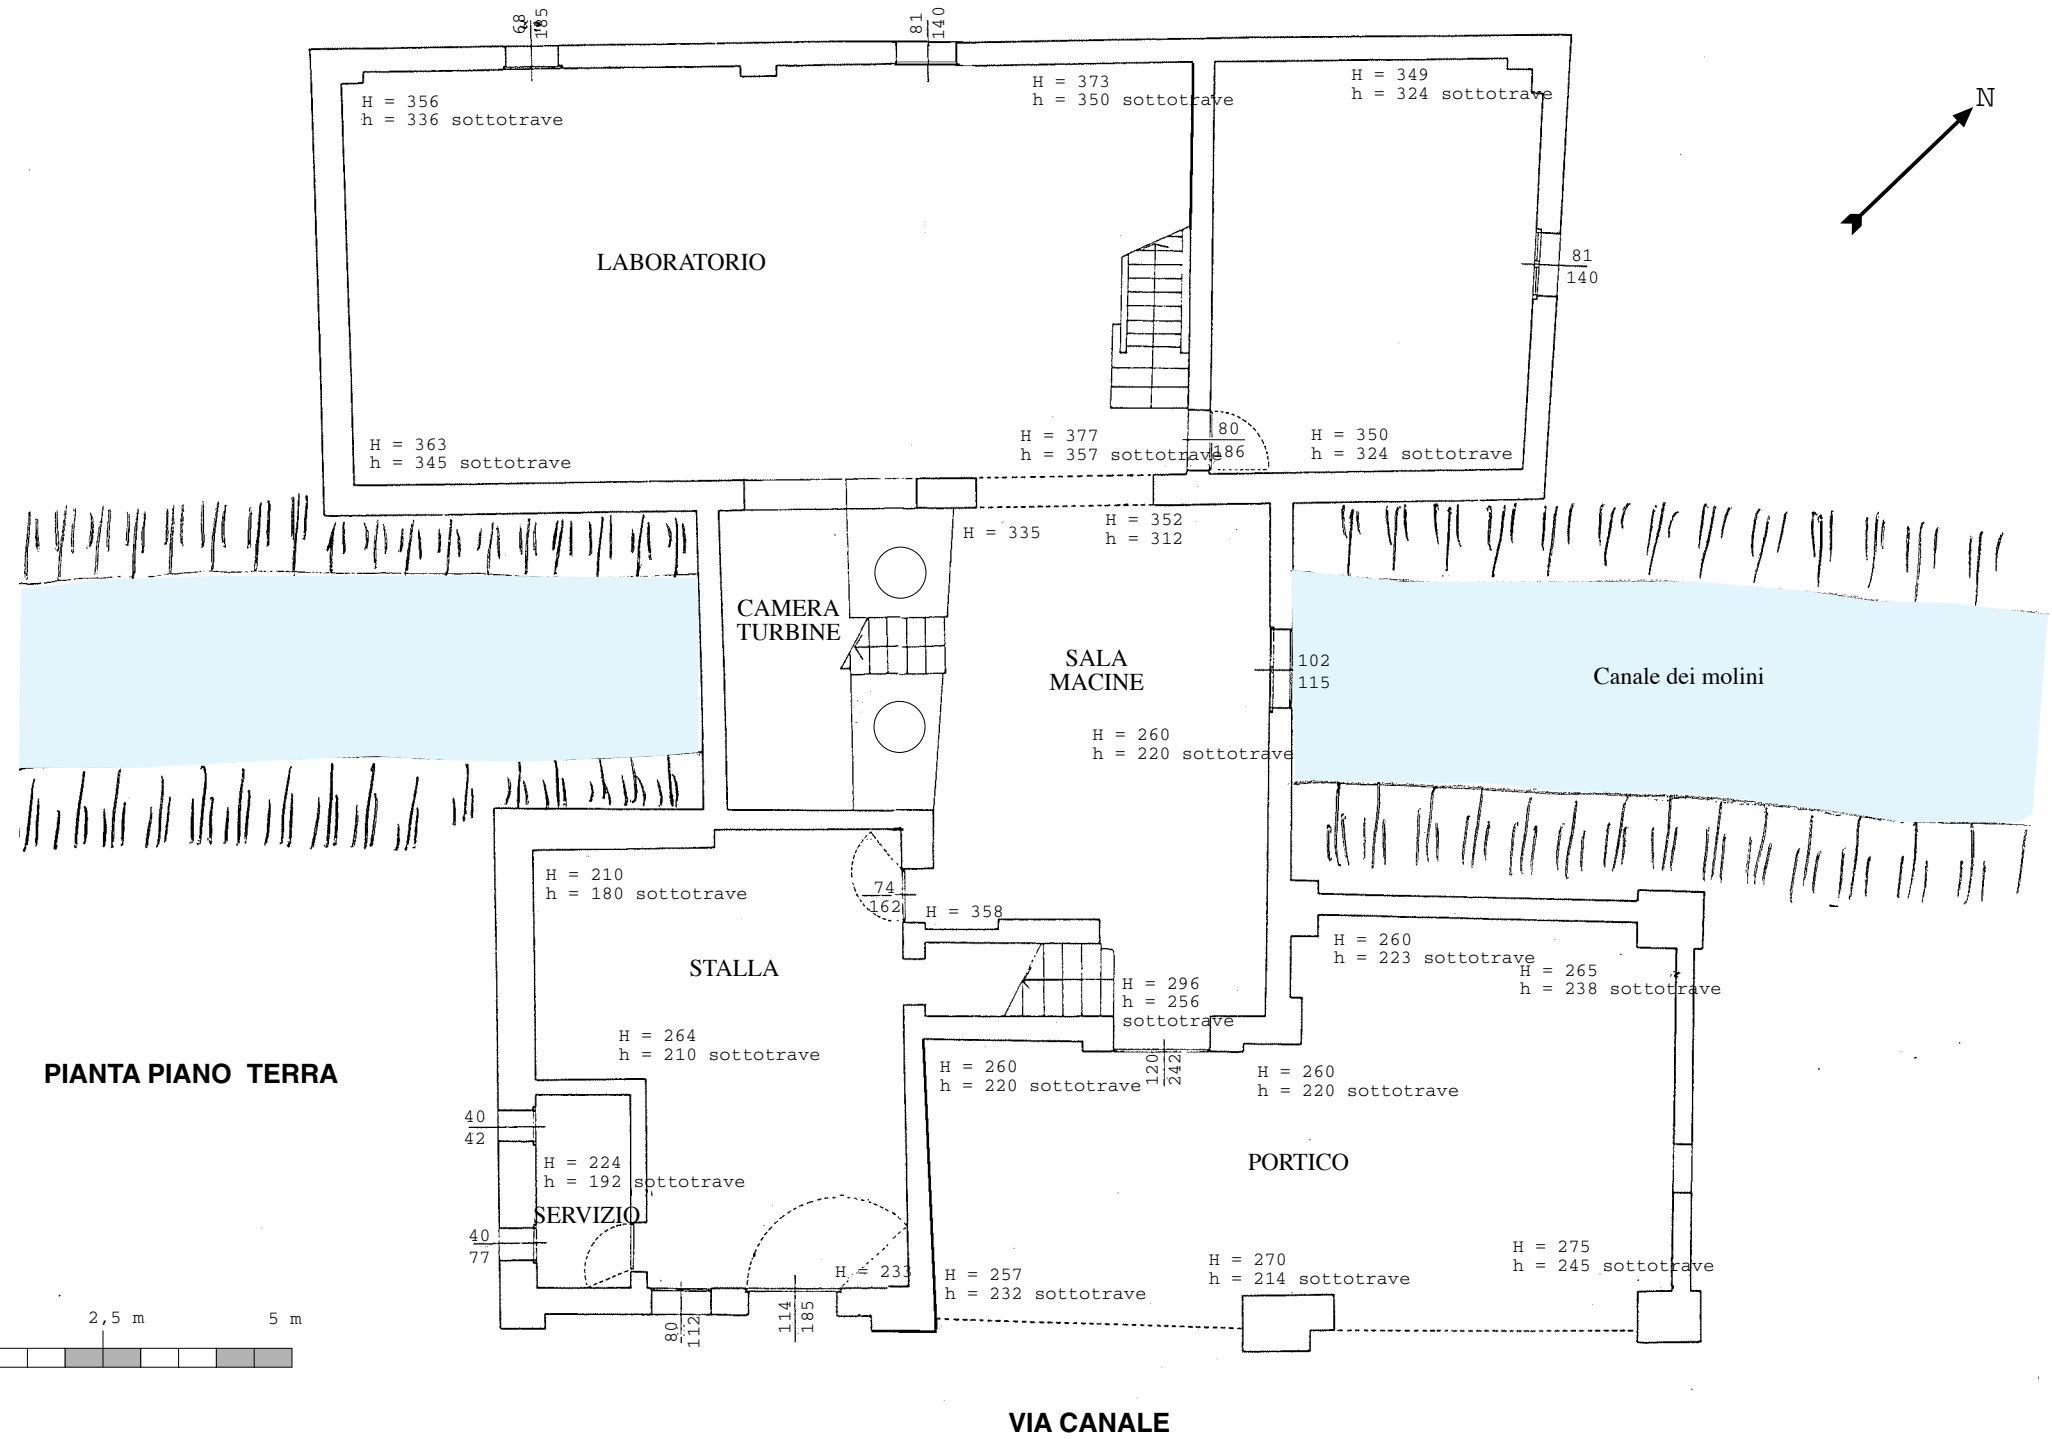 68
185
81
140
H = 356
h = 336 sottotrave
H = 373
h = 350 sottotrave
H = 349
h = 324 sottotrave
N
LABORATORIO
81
140
H = 363
h = 345 sottotrave
H = 377
h = 357 sottotrave
80
186
H = 350
h = 324 sottotrave
H = 335
H = 352
h = 312
CAMERA
TURBINE
SALA
MACINE
102
115
Canale dei molini
H = 260
h = 220 sottotrave
H = 210
h = 180 sottotrave
74
162
H = 358
STALLA
H = 260
h = 223 sottotrave
H = 265
h = 238 sottotrave
H = 296
h = 256
sottotrave
H = 264
h = 210 sottotrave
PIANTA PIANO TERRA
H = 260
h = 220 sottotrave
120
242
H = 260
h = 220 sottotrave
40
42
H = 224
h = 192 sottotrave
PORTICO
SERVIZIO
40
77
H = 233
H = 257
h = 232 sottotrave
H = 270
h = 214 sottotrave
H = 275
h = 245 sottotrave
2,5 m
5 m
80
112
114
185
VIA CANALE